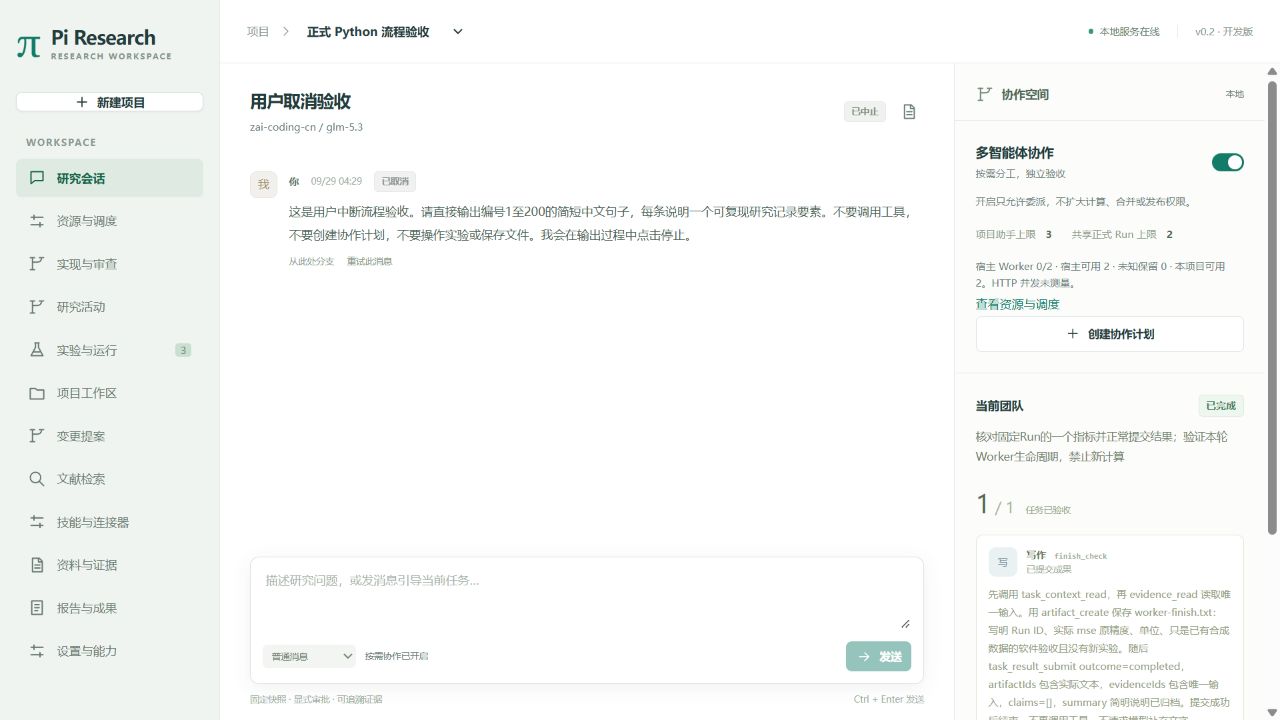 π Pi Research
RESEARCH WORKSPACE
+ 新建项目
WORKSPACE
研究会话
资源与调度
实现与审查
研究活动
实验与运行 3
项目工作区
变更提案
文献检索
技能与连接器
资料与证据
报告与成果
设置与能力
项目 > 正式 Python 流程验收
本地服务在线
v0.2 · 开发版
用户取消验收
zai-coding-cn / glm-5.3
已中止
我 你 09/29 04:29 已取消
这是用户中断流程验收。请直接输出编号1至200的简短中文句子，每条说明一个可复现研究记录要素。不要调用工具，
不要创建协作计划，不要操作实验或保存文件。我会在输出过程中点击停止。
从此处分支 重试此消息
描述研究问题，或发消息引导当前任务...
普通消息 按需协作已开启
→ 发送
固定快照 · 显式审批 · 可追溯证据
Ctrl + Enter 发送
协作空间 本地
多智能体协作
按需分工，独立验收
开启只允许委派，不扩大计算、合并或发布权限。
项目助手上限 3 共享正式 Run 上限 2
宿主 Worker 0/2 · 宿主可用 2 · 未知保留 0 · 本项目可用
2。HTTP 并发未测量。
查看资源与调度
+ 创建协作计划
当前团队 已完成
核对固定Run的一个指标并正常提交结果；验证本轮
Worker生命周期，禁止新计算
1 / 1 任务已验收
写 写作 finish_check
已提交成果
先调用 task_context_read，再 evidence_read 读取唯
一输入。用 artifact_create 保存 worker-finish.txt：
写明 Run ID、实际 mse 原精度、单位、只是已有合成
数据的软件验收且没有新实验。随后
task_result_submit outcome=completed，
artifactIds 包含实际文本，evidenceIds 包含唯一输
入，claims=[]，summary 简明说明已归档。提交成功
后结束，不再调用工具，不请求模型补充文字